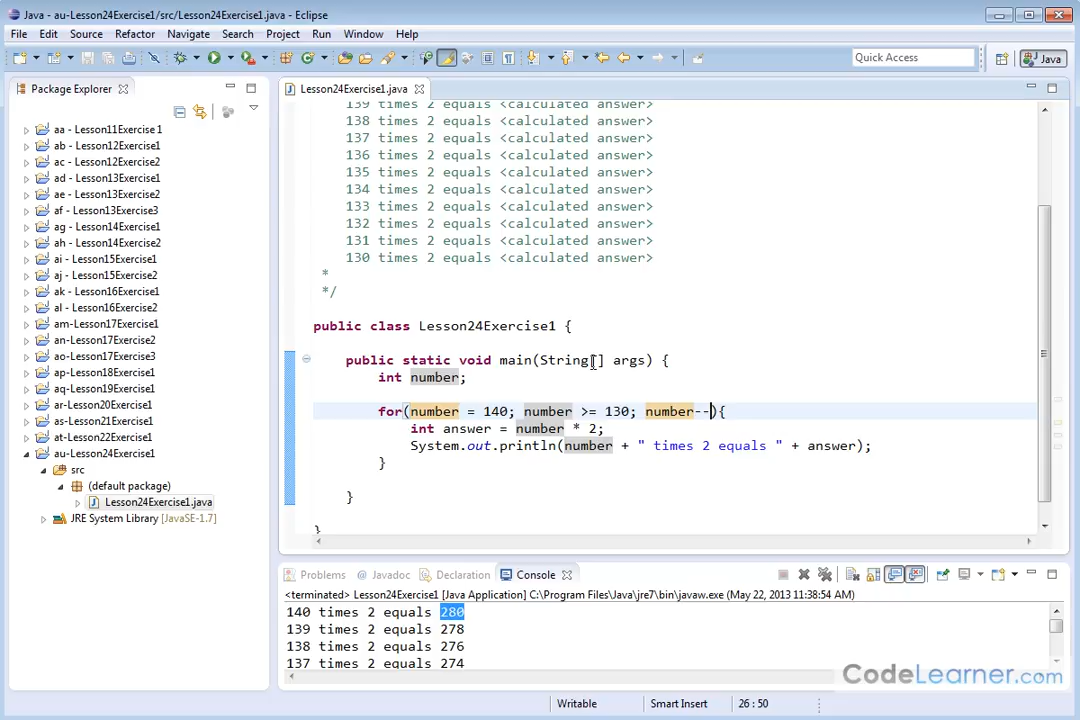 Java - au-Lesson24Exercise1/src/Lesson24Exercise1.java - Eclipse
File Edit Source Refactor Navigate Search Project Run Window Help
Quick Access
Java
Package Explorer
aa - Lesson11Exercise1
ab - Lesson12Exercise1
ac - Lesson12Exercise2
ad - Lesson13Exercise1
ae - Lesson13Exercise2
af - Lesson13Exercise3
ag - Lesson14Exercise1
ah - Lesson14Exercise2
ai - Lesson15Exercise1
aj - Lesson15Exercise2
ak - Lesson16Exercise1
al - Lesson16Exercise2
am-Lesson17Exercise1
an-Lesson17Exercise2
ao-Lesson17Exercise3
ap-Lesson18Exercise1
aq-Lesson19Exercise1
ar-Lesson20Exercise1
as-Lesson21Exercise1
at-Lesson22Exercise1
au-Lesson24Exercise1
src
(default package)
Lesson24Exercise1.java
JRE System Library [JavaSE-1.7]
Lesson24Exercise1.java
139 times 2 equals <calculated answer>
138 times 2 equals <calculated answer>
137 times 2 equals <calculated answer>
136 times 2 equals <calculated answer>
135 times 2 equals <calculated answer>
134 times 2 equals <calculated answer>
133 times 2 equals <calculated answer>
132 times 2 equals <calculated answer>
131 times 2 equals <calculated answer>
130 times 2 equals <calculated answer>
*
*/
public class Lesson24Exercise1 {
public static void main(String[] args) {
int number;
for(number = 140; number >= 130; number--){
int answer = number * 2;
System.out.println(number + " times 2 equals " + answer);
}
}
}
Problems @ Javadoc Declaration Console
<terminated> Lesson24Exercise1 [Java Application] C:\Program Files\Java\jre7\bin\javaw.exe (May 22, 2013 11:38:54 AM)
140 times 2 equals 280
139 times 2 equals 278
138 times 2 equals 276
137 times 2 equals 274
CodeLearner.com
Writable Smart Insert 26 : 50